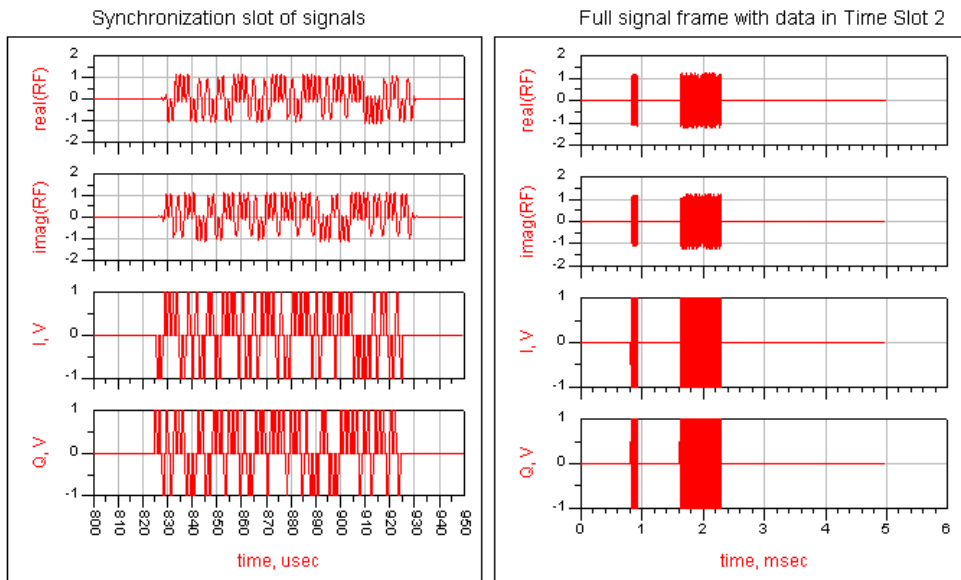 Synchronization slot of signals
real(RF)
2
1
0
-1
-2
imag(RF)
2
1
0
-1
-2
I, V
1
0
-1
Q, V
1
0
-1
800 810 820 830 840 850 860 870 880 890 900 910 920 930 940 950
time, usec
Full signal frame with data in Time Slot 2
real(RF)
2
1
0
-1
-2
imag(RF)
2
1
0
-1
-2
I, V
1
0
-1
Q, V
1
0
-1
0 1 2 3 4 5 6
time, msec